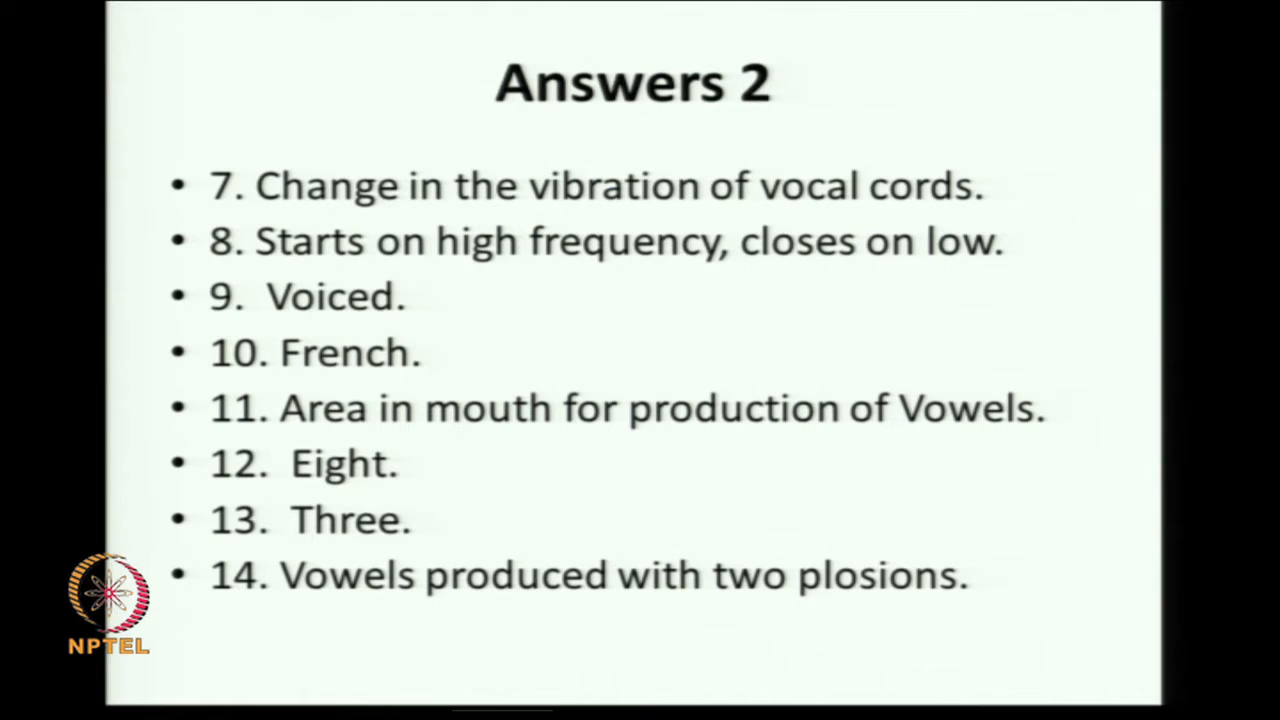 Answers 2
• 7. Change in the vibration of vocal cords.
• 8. Starts on high frequency, closes on low.
• 9. Voiced.
• 10. French.
• 11. Area in mouth for production of Vowels.
• 12. Eight.
• 13. Three.
• 14. Vowels produced with two plosions.
NPTEL